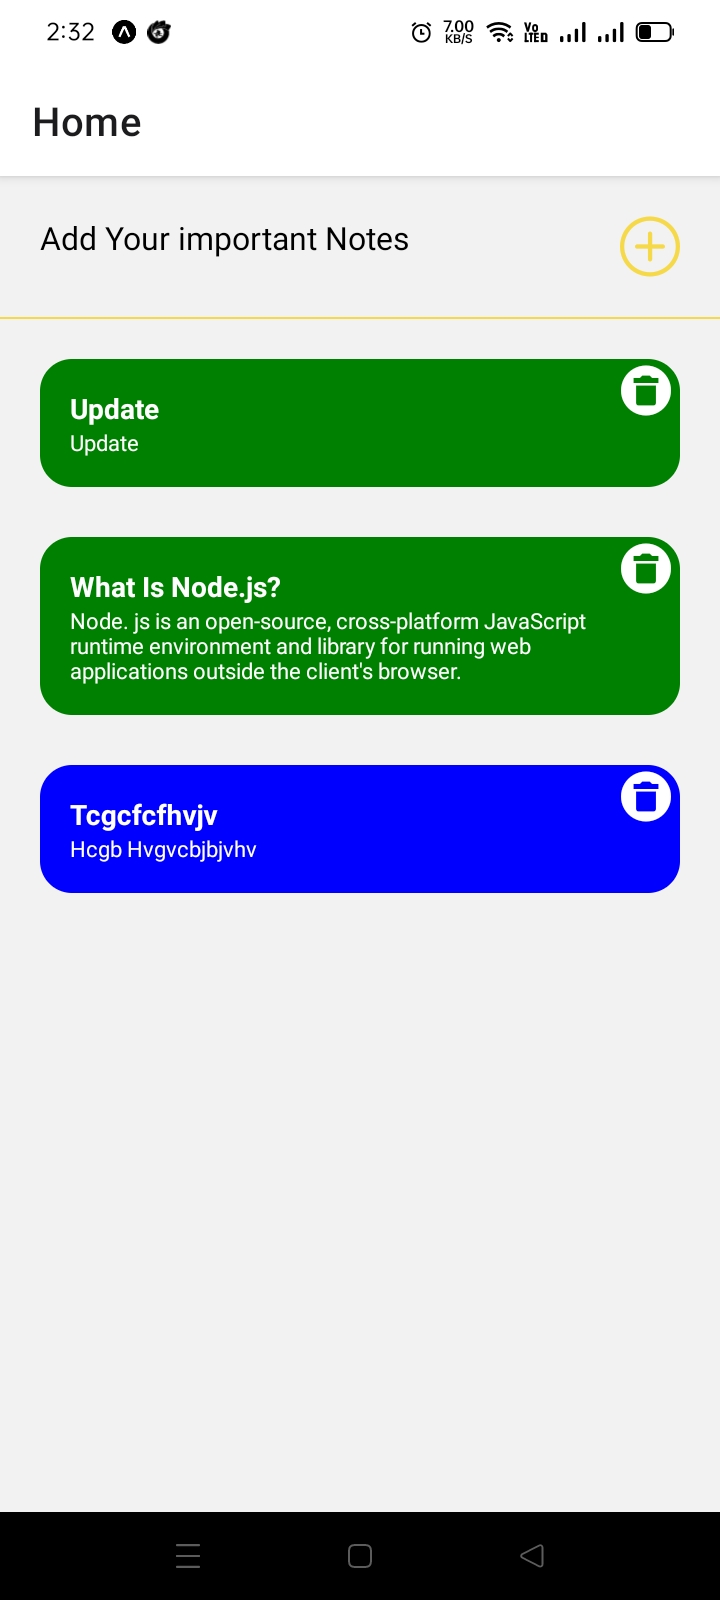 2:32
7.00
KB/S
Vo
LTE D
Home
Add Your important Notes
Update
Update
What Is Node.js?
Node. js is an open-source, cross-platform JavaScript
runtime environment and library for running web
applications outside the client's browser.
Tcgcfcfhvjv
Hcgb Hvgvcbjbjvhv